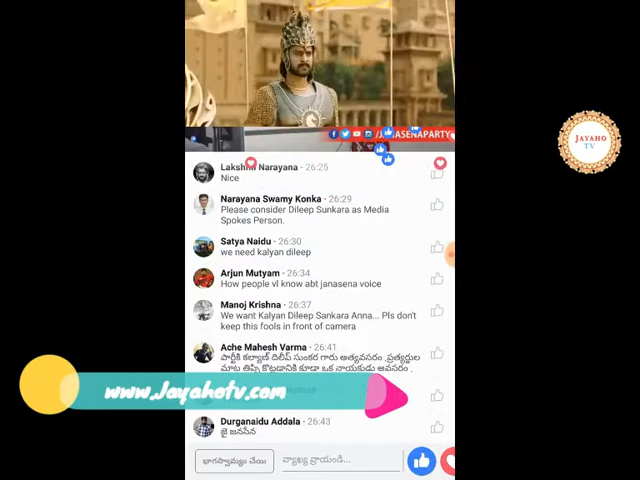 /JANASENAPARTY
JAYAHO
TV
Lakshmi Narayana · 26:25
Nice
Narayana Swamy Konka · 26:29
Please consider Dileep Sunkara as Media
Spokes Person.
Satya Naidu · 26:30
we need kalyan dileep
Arjun Mutyam · 26:34
How people vl know abt janasena voice
Manoj Krishna · 26:37
We want Kalyan Dileep Sankara Anna... Pls don't
keep this fools in front of camera
Ache Mahesh Varma · 26:41
పార్టీకి కల్యాణ్ దిలీప్ సుంకర గారు అత్యవసరం .ప్రత్యర్థుల
మాట తిప్పి కొట్టడానికి కూడా ఒక నాయకుడు అవసరం .
www.Jayahotv.com
Durganaidu Addala · 26:43
జై జనసేన
భాగస్వామ్యం చేయి
వ్యాఖ్య వ్రాయండి...